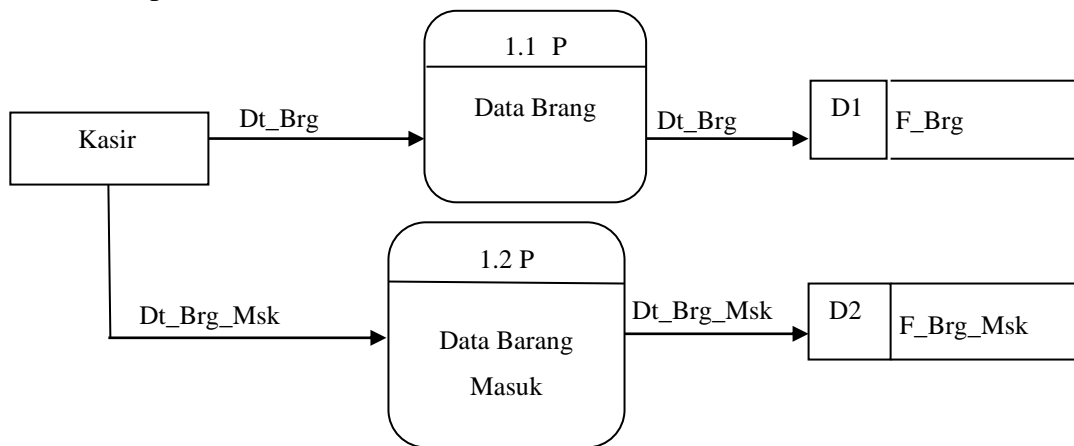 1.1 P
Kasir
Dt_Brg
Data Brang
Dt_Brg
D1
F_Brg
1.2 P
Dt_Brg_Msk
Data Barang
Masuk
Dt_Brg_Msk
D2
F_Brg_Msk